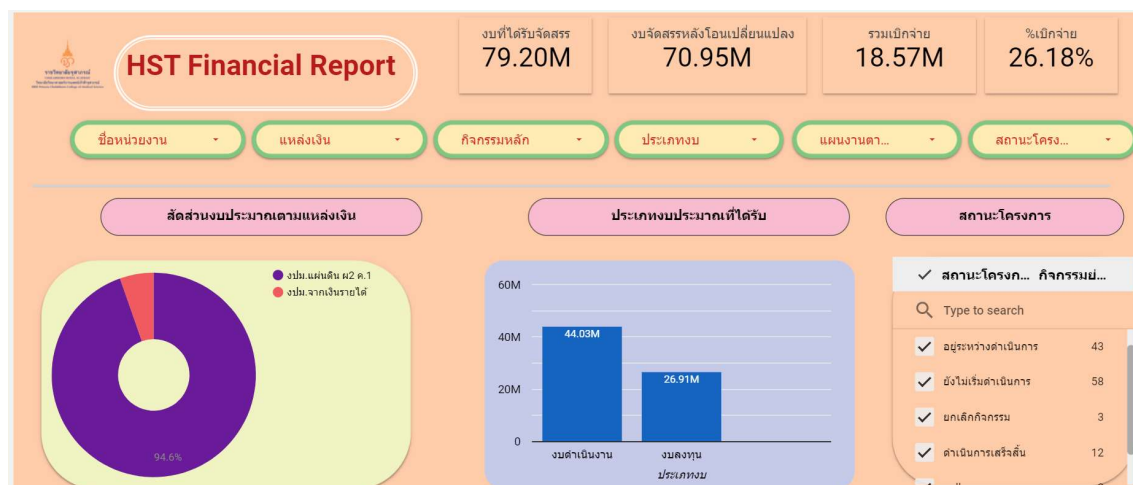 ราชวิทยาลัยจุฬาภรณ์
HST Financial Report
งบที่ได้รับจัดสรร
79.20M
งบจัดสรรหลังโอนเปลี่ยนแปลง
70.95M
รวมเบิกจ่าย
18.57M
%เบิกจ่าย
26.18%
ชื่อหน่วยงาน
แหล่งเงิน
กิจกรรมหลัก
ประเภทงบ
แผนงานตา...
สถานะโครง...
สัดส่วนงบประมาณตามแหล่งเงิน
ประเภทงบประมาณที่ได้รับ
สถานะโครงการ
งปม.แผ่นดิน ผ2 ค.1
งปม.จากเงินรายได้
94.6%
60M
40M
20M
0
44.03M
26.91M
งบดำเนินงาน
งบลงทุน
ประเภทงบ
สถานะโครงก... กิจกรรมย่...
Type to search
อยู่ระหว่างดำเนินการ 43
ยังไม่เริ่มดำเนินการ 58
ยกเลิกกิจกรรม 3
ดำเนินการเสร็จสิ้น 12